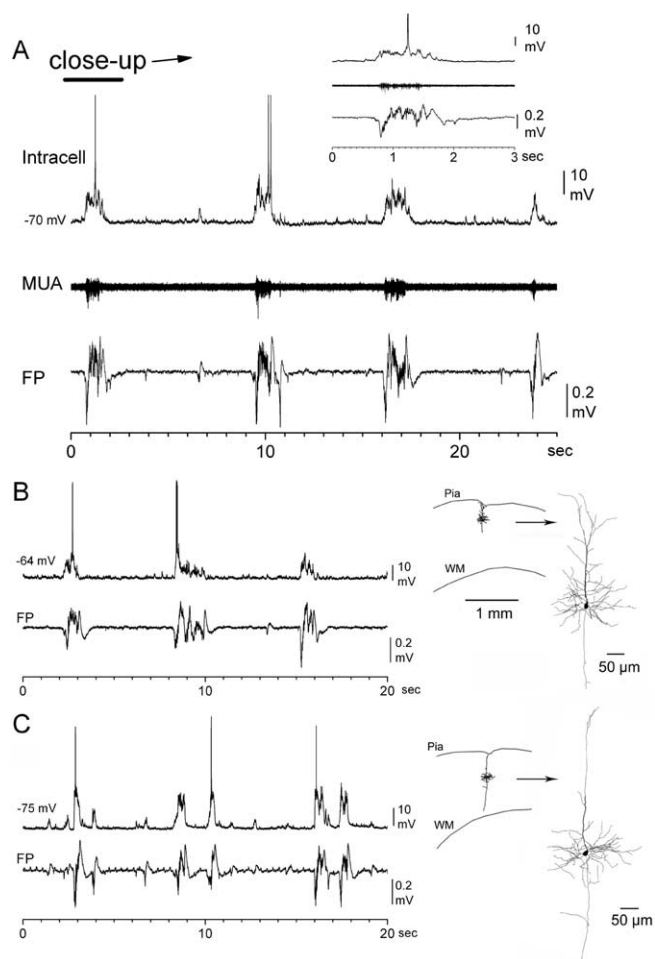 A
close-up
10
mV
0.2
mV
0 1 2 3 sec
Intracell
10
mV
-70 mV
MUA
FP
0.2
mV
0 10 20 sec
B
Pia
-64 mV
10
mV
WM
FP
0.2
mV
1 mm
50 µm
0 10 20 sec
C
Pia
-75 mV
10
mV
WM
FP
0.2
mV
50 µm
0 10 20 sec